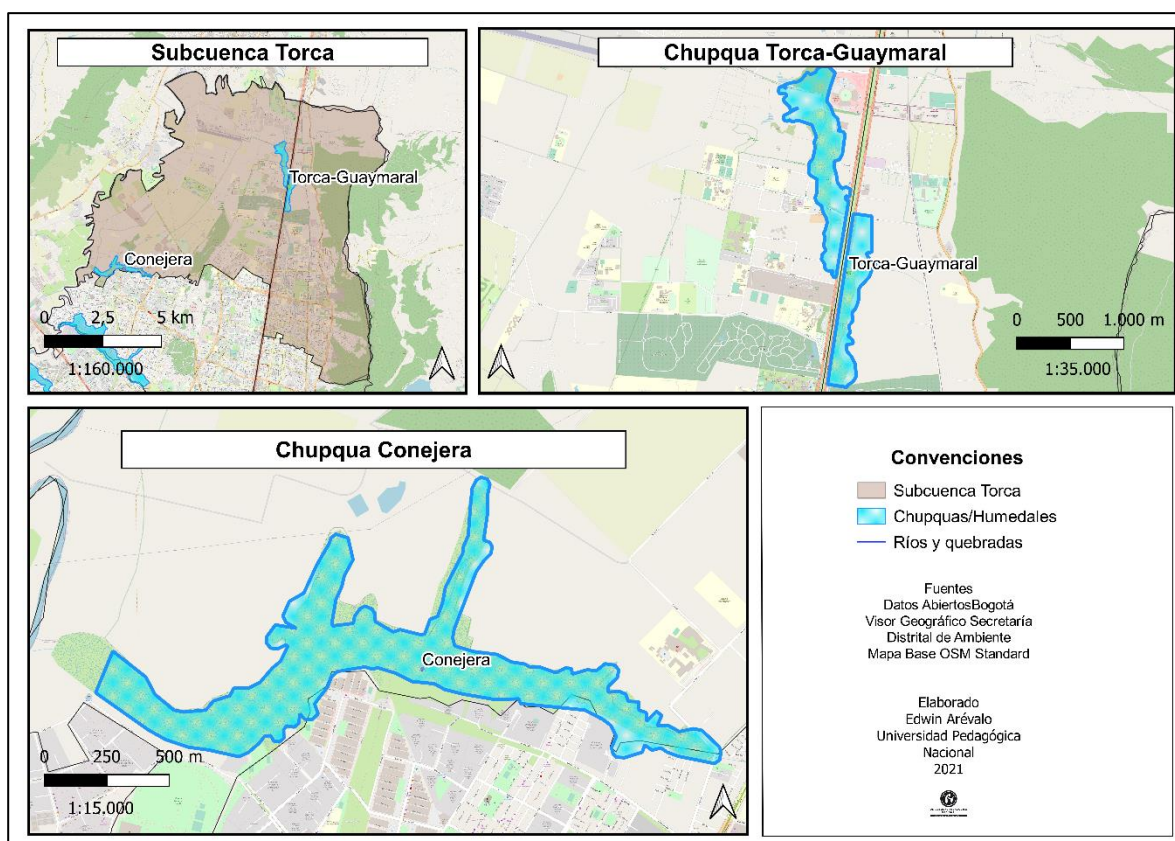 Subcuenca Torca
Torca-Guaymaral
Conejera
0 2,5 5 km
1:160.000
Chupqua Torca-Guaymaral
Torca-Guaymaral
0 500 1.000 m
1:35.000
Chupqua Conejera
Conejera
0 250 500 m
1:15.000
Convenciones
Subcuenca Torca
Chupquas/Humedales
Ríos y quebradas
Fuentes
Datos AbiertosBogotá
Visor Geográfico Secretaría
Distrital de Ambiente
Mapa Base OSM Standard
Elaborado
Edwin Arévalo
Universidad Pedagógica
Nacional
2021